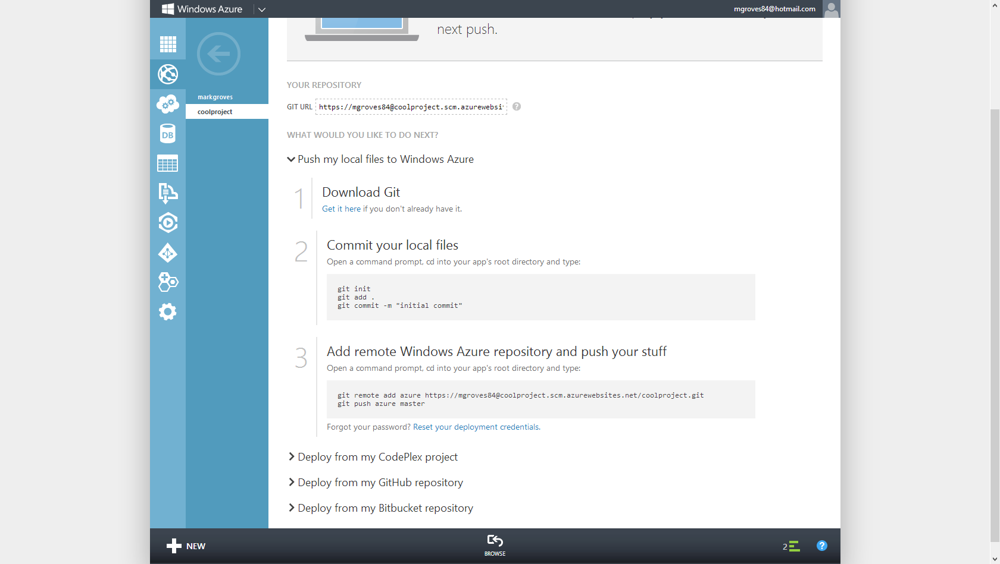 Windows Azure
mgroves84@hotmail.com
next push.
markgroves
coolproject
DB
YOUR REPOSITORY
GIT URL https://mgroves84@coolproject.scm.azurewebsi
?
WHAT WOULD YOU LIKE TO DO NEXT?
Push my local files to Windows Azure
1
Download Git
Get it here if you don't already have it.
2
Commit your local files
Open a command prompt, cd into your app's root directory and type:
git init
git add .
git commit -m "initial commit"
3
Add remote Windows Azure repository and push your stuff
Open a command prompt, cd into your app's root directory and type:
git remote add azure https://mgroves84@coolproject.scm.azurewebsites.net/coolproject.git
git push azure master
Forgot your password? Reset your deployment credentials.
Deploy from my CodePlex project
Deploy from my GitHub repository
Deploy from my Bitbucket repository
NEW
BROWSE
2
?